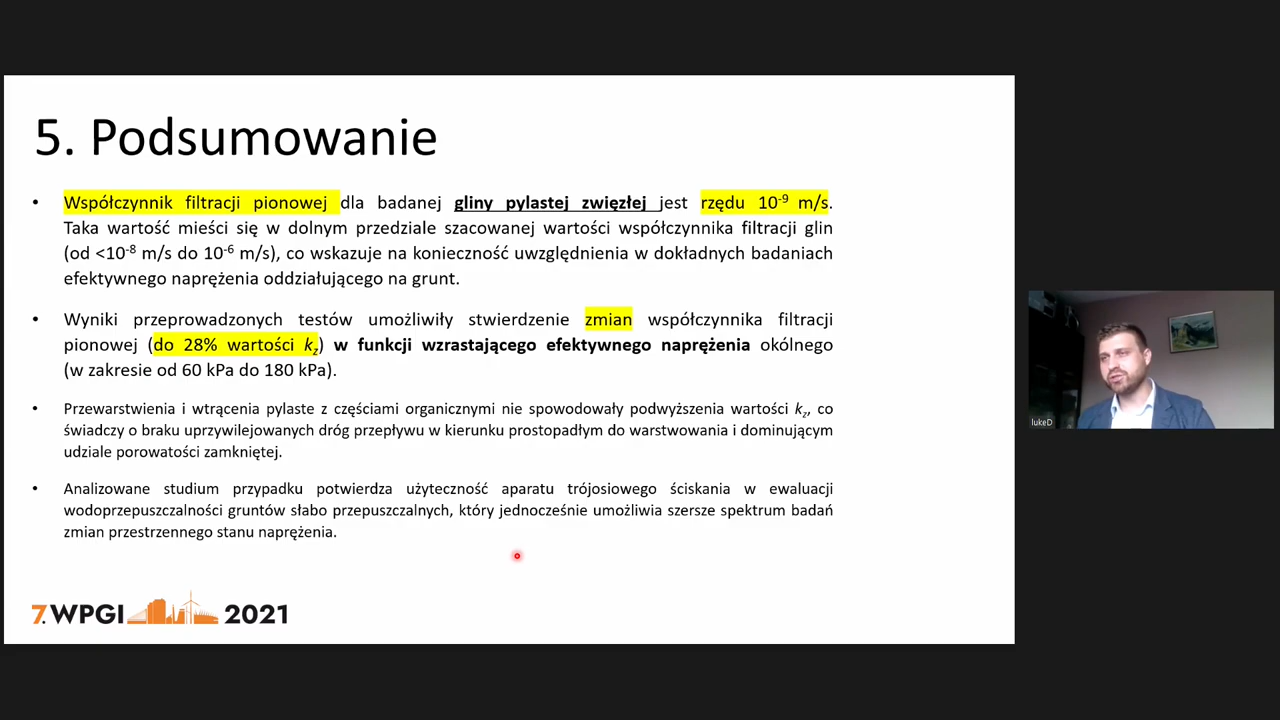 5. Podsumowanie
• Współczynnik filtracji pionowej dla badanej gliny pylastej zwięzłej jest rzędu 10⁻⁹ m/s.
Taka wartość mieści się w dolnym przedziale szacowanej wartości współczynnika filtracji glin
(od <10⁻⁸ m/s do 10⁻⁶ m/s), co wskazuje na konieczność uwzględnienia w dokładnych badaniach
efektywnego naprężenia oddziałującego na grunt.
• Wyniki przeprowadzonych testów umożliwiły stwierdzenie zmian współczynnika filtracji
pionowej (do 28% wartości k_z) w funkcji wzrastającego efektywnego naprężenia okólnego
(w zakresie od 60 kPa do 180 kPa).
• Przewarstwienia i wtrącenia pylaste z częściami organicznymi nie spowodowały podwyższenia wartości k_z, co
świadczy o braku uprzywilejowanych dróg przepływu w kierunku prostopadłym do warstwowania i dominującym
udziale porowatości zamkniętej.
• Analizowane studium przypadku potwierdza użyteczność aparatu trójosiowego ściskania w ewaluacji
wodoprzepuszczalności gruntów słabo przepuszczalnych, który jednocześnie umożliwia szersze spektrum badań
zmian przestrzennego stanu naprężenia.
7. WPGI 2021
lukeD